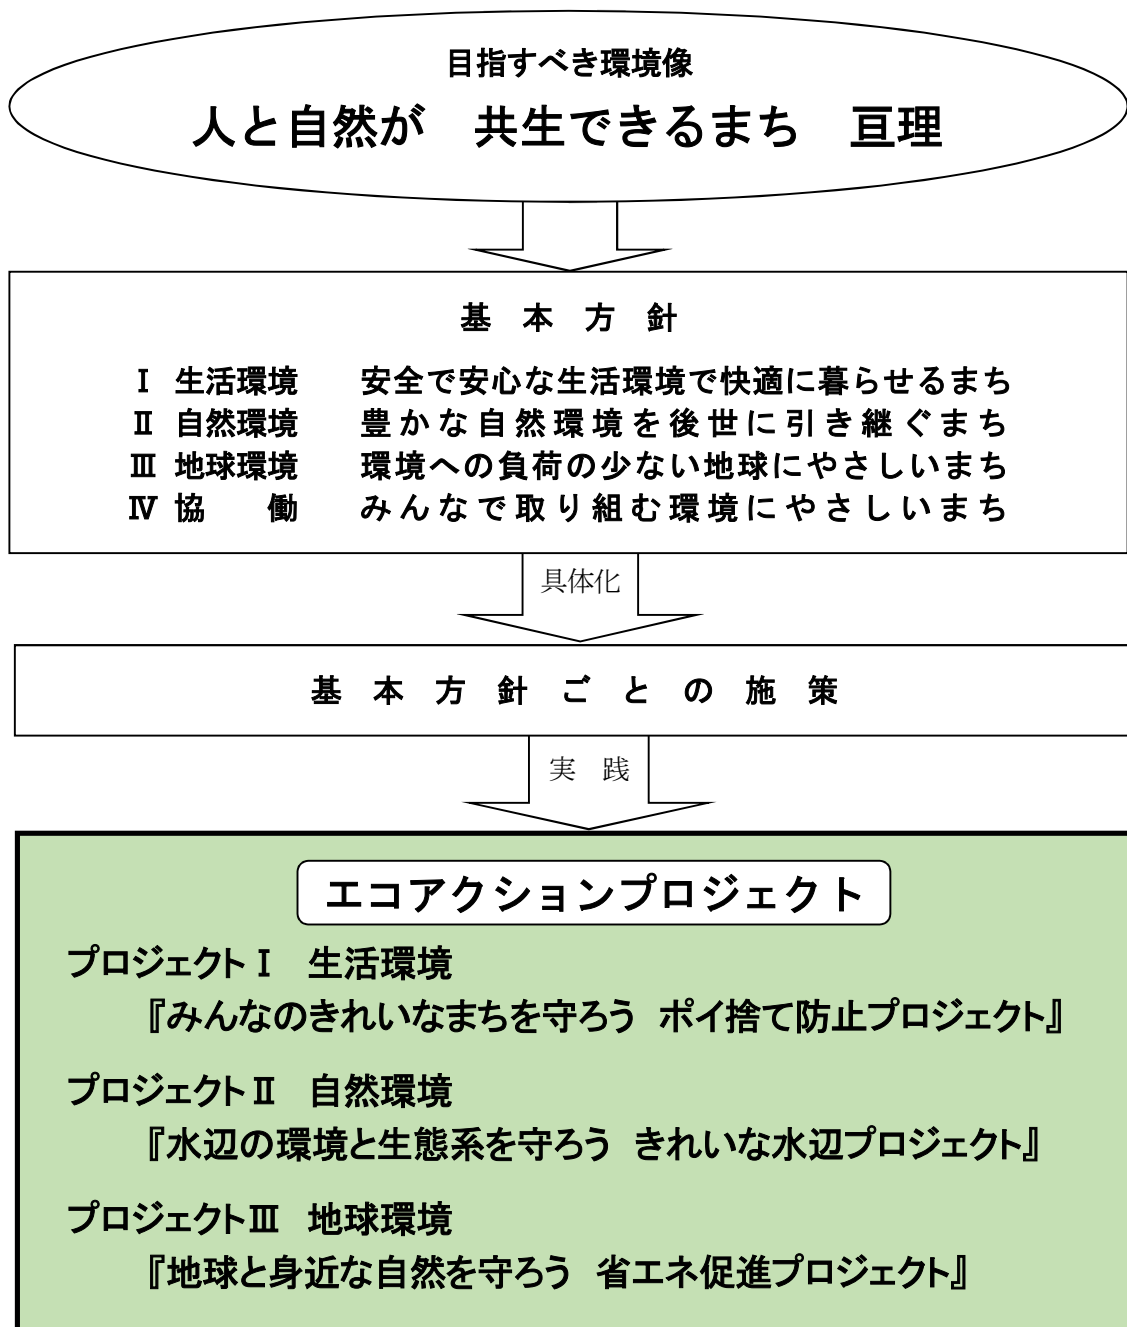 目指すべき環境像
人と自然が　共生できるまち　亘理
基　本　方　針
Ⅰ 生活環境　　安全で安心な生活環境で快適に暮らせるまち
Ⅱ 自然環境　　豊かな自然環境を後世に引き継ぐまち
Ⅲ 地球環境　　環境への負荷の少ない地球にやさしいまち
Ⅳ 協　　働　　みんなで取り組む環境にやさしいまち
具体化
基　本　方　針　ご　と　の　施　策
実　践
エコアクションプロジェクト
プロジェクトⅠ　生活環境
『みんなのきれいなまちを守ろう ポイ捨て防止プロジェクト』
プロジェクトⅡ　自然環境
『水辺の環境と生態系を守ろう きれいな水辺プロジェクト』
プロジェクトⅢ　地球環境
『地球と身近な自然を守ろう 省エネ促進プロジェクト』